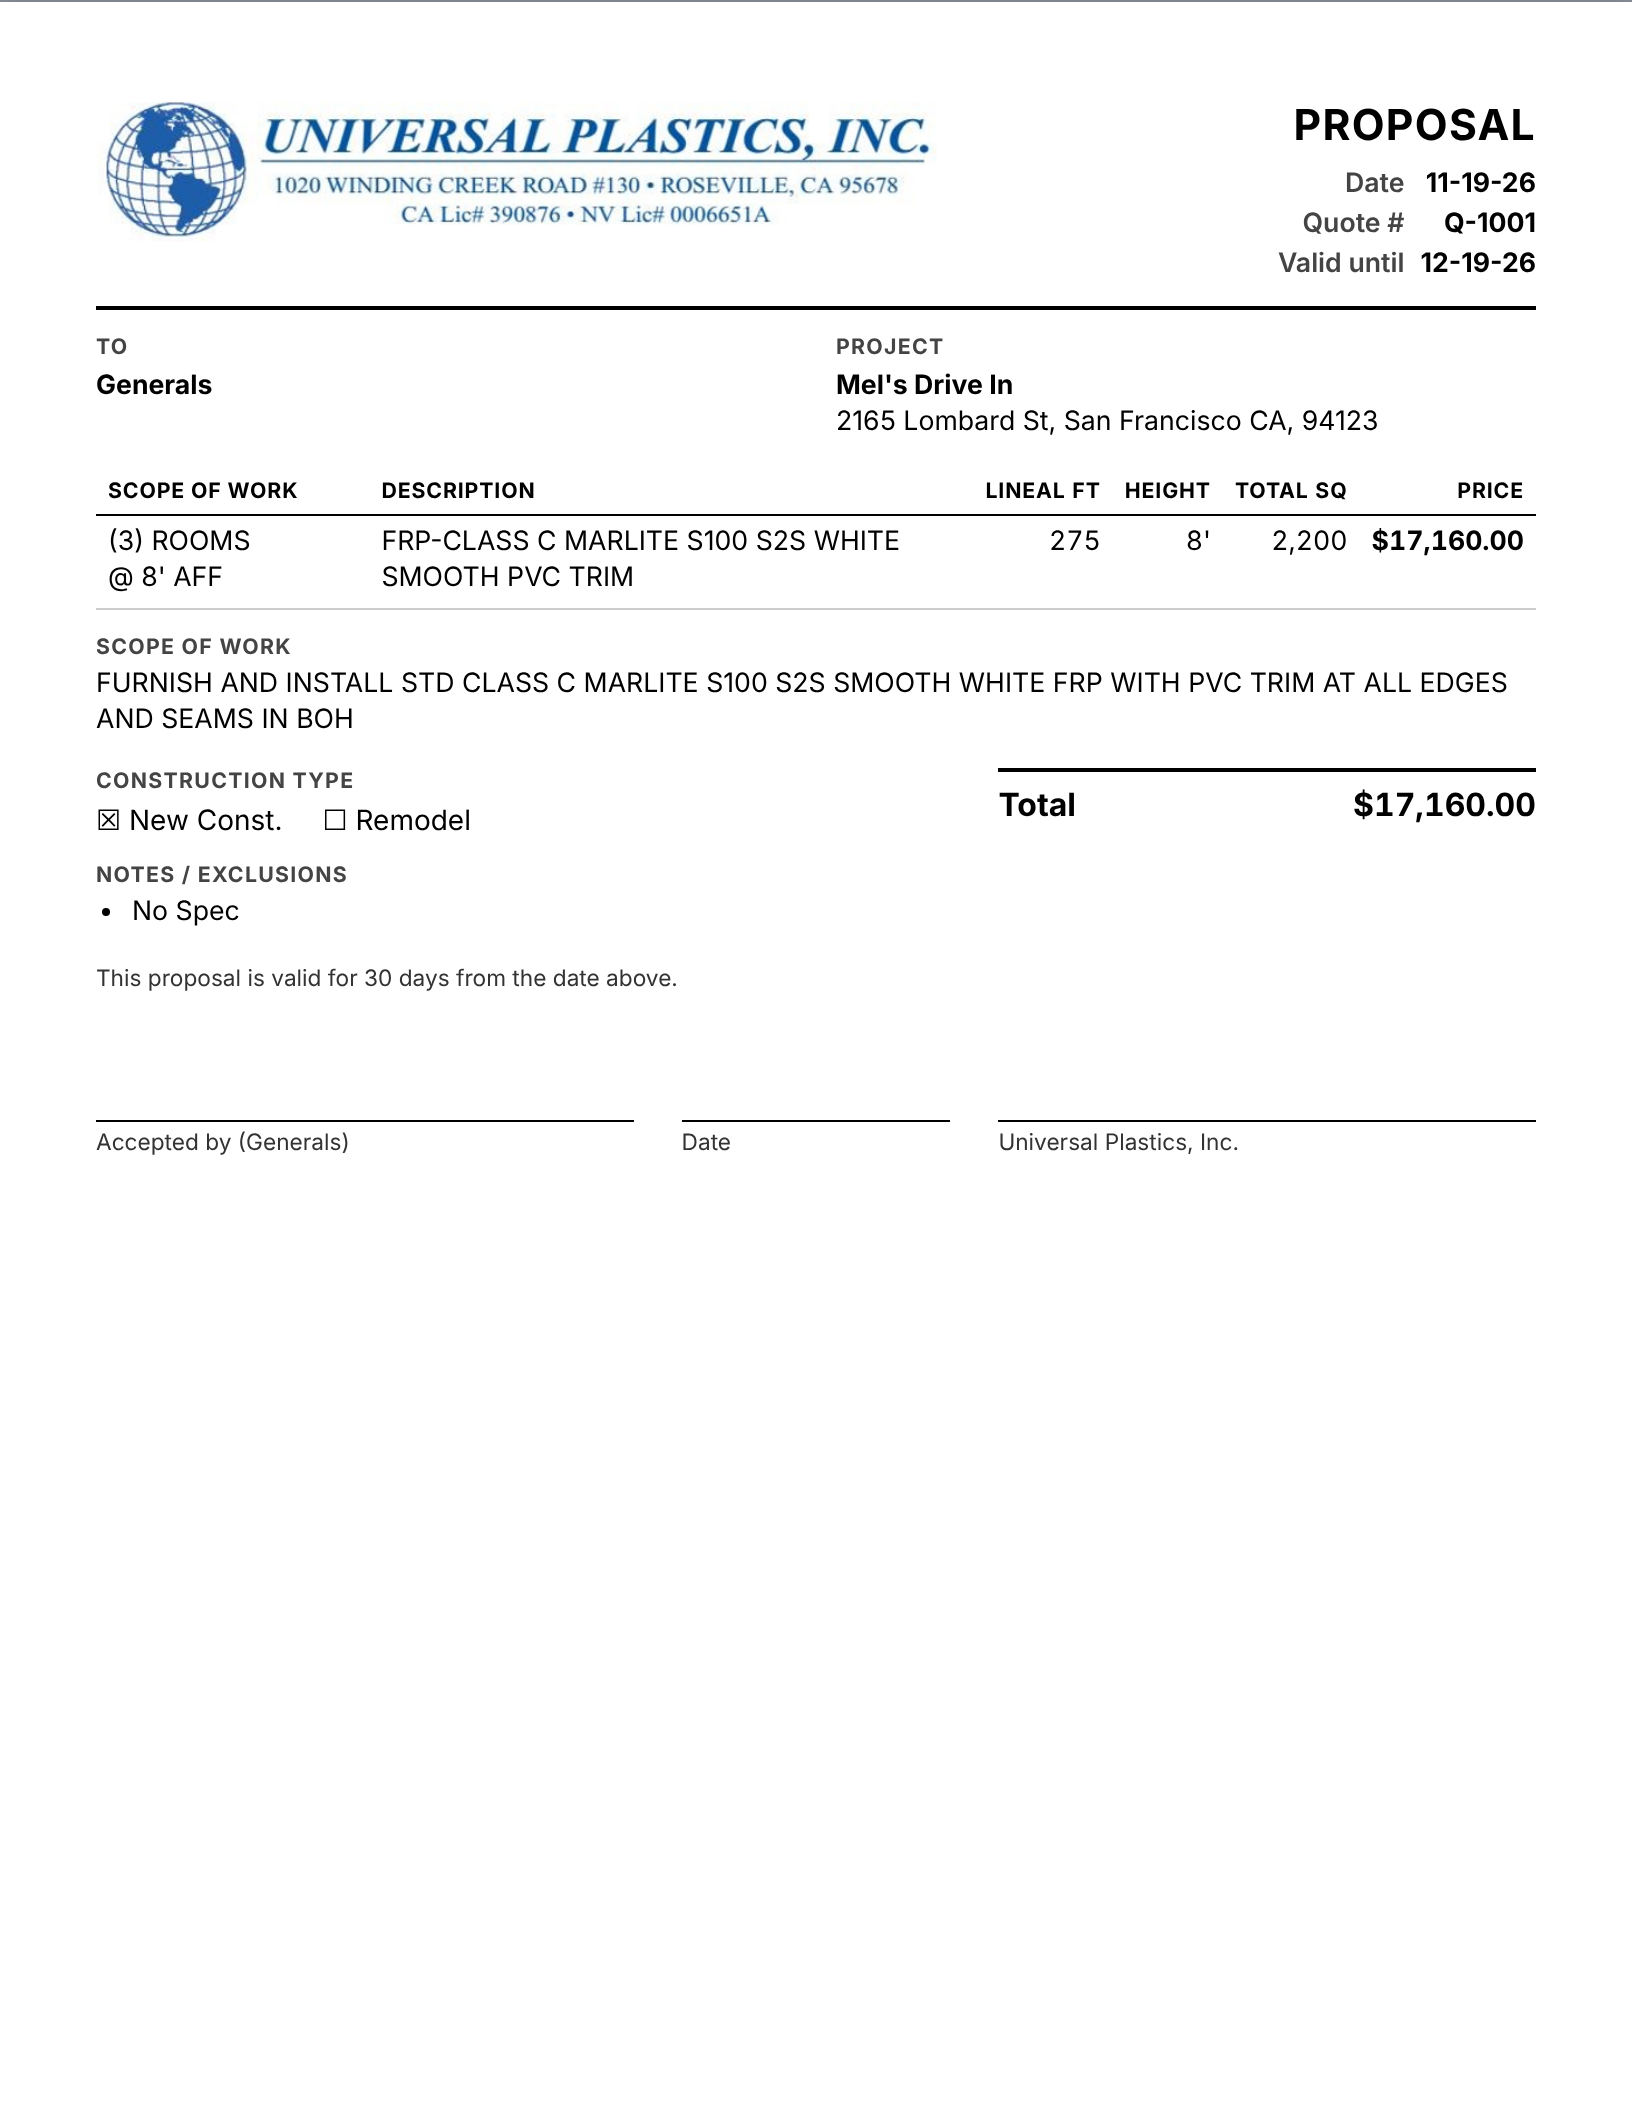 UNIVERSAL PLASTICS, INC.
1020 WINDING CREEK ROAD #130 • ROSEVILLE, CA 95678
CA Lic# 390876 • NV Lic# 0006651A
PROPOSAL
Date 11-19-26
Quote # Q-1001
Valid until 12-19-26
TO
Generals
PROJECT
Mel's Drive In
2165 Lombard St, San Francisco CA, 94123
SCOPE OF WORK DESCRIPTION LINEAL FT HEIGHT TOTAL SQ PRICE
(3) ROOMS FRP-CLASS C MARLITE S100 S2S WHITE 275 8' 2,200 $17,160.00
@ 8' AFF SMOOTH PVC TRIM
SCOPE OF WORK
FURNISH AND INSTALL STD CLASS C MARLITE S100 S2S SMOOTH WHITE FRP WITH PVC TRIM AT ALL EDGES
AND SEAMS IN BOH
CONSTRUCTION TYPE
☒ New Const. ☐ Remodel
Total $17,160.00
NOTES / EXCLUSIONS
• No Spec
This proposal is valid for 30 days from the date above.
Accepted by (Generals) Date Universal Plastics, Inc.